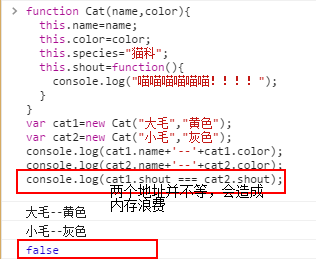 > function Cat(name,color){
this.name=name;
this.color=color;
this.species="猫科";
this.shout=function(){
console.log("喵喵喵喵喵喵！！！！");
}
}
var cat1=new Cat("大毛","黄色");
var cat2=new Cat("小毛","灰色");
console.log(cat1.name+'--'+cat1.color);
console.log(cat2.name+'--'+cat2.color);
console.log(cat1.shout === cat2.shout);
两个地址并不等，会造成
内存浪费
大毛--黄色
小毛--灰色
false